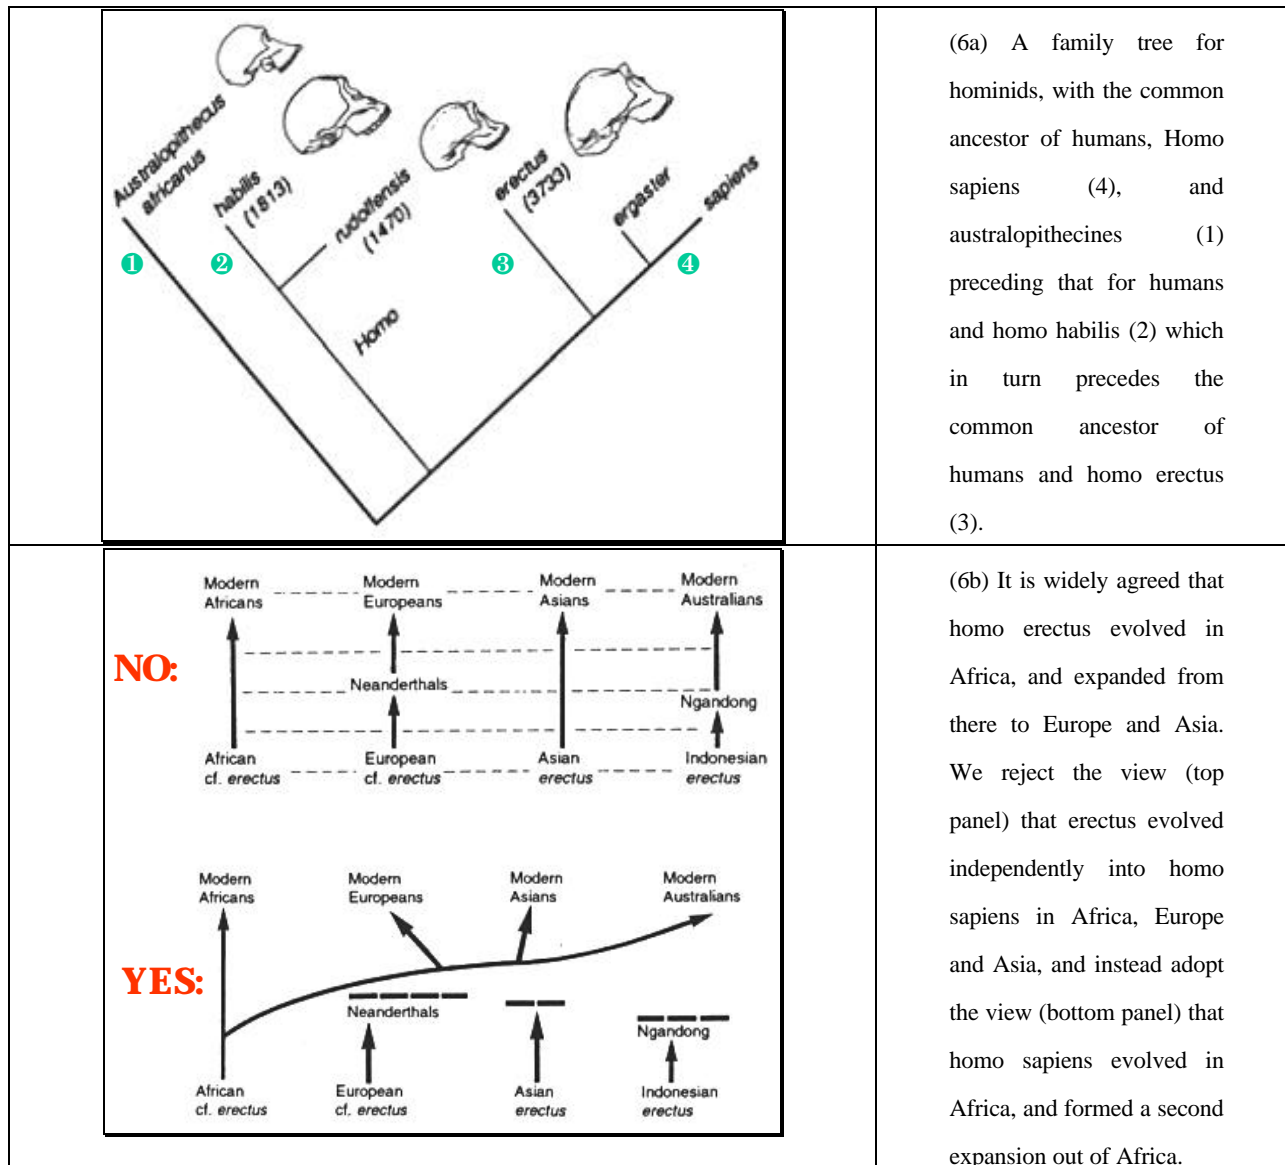 Australopithecus
africanus
habilis
(1813)
rudolfensis
(1470)
erectus
(3733)
ergaster
sapiens
1
2
3
4
Homo
(6a) A family tree for
hominids, with the common
ancestor of humans, Homo
sapiens (4), and
australopithecines (1)
preceding that for humans
and homo habilis (2) which
in turn precedes the
common ancestor of
humans and homo erectus
(3).
NO:
Modern
Africans
Modern
Europeans
Modern
Asians
Modern
Australians
Neanderthals
Ngandong
African
cf. erectus
European
cf. erectus
Asian
erectus
Indonesian
erectus
YES:
Modern
Africans
Modern
Europeans
Modern
Asians
Modern
Australians
Neanderthals
Ngandong
African
cf. erectus
European
cf. erectus
Asian
erectus
Indonesian
erectus
(6b) It is widely agreed that
homo erectus evolved in
Africa, and expanded from
there to Europe and Asia.
We reject the view (top
panel) that erectus evolved
independently into homo
sapiens in Africa, Europe
and Asia, and instead adopt
the view (bottom panel) that
homo sapiens evolved in
Africa, and formed a second
expansion out of Africa.